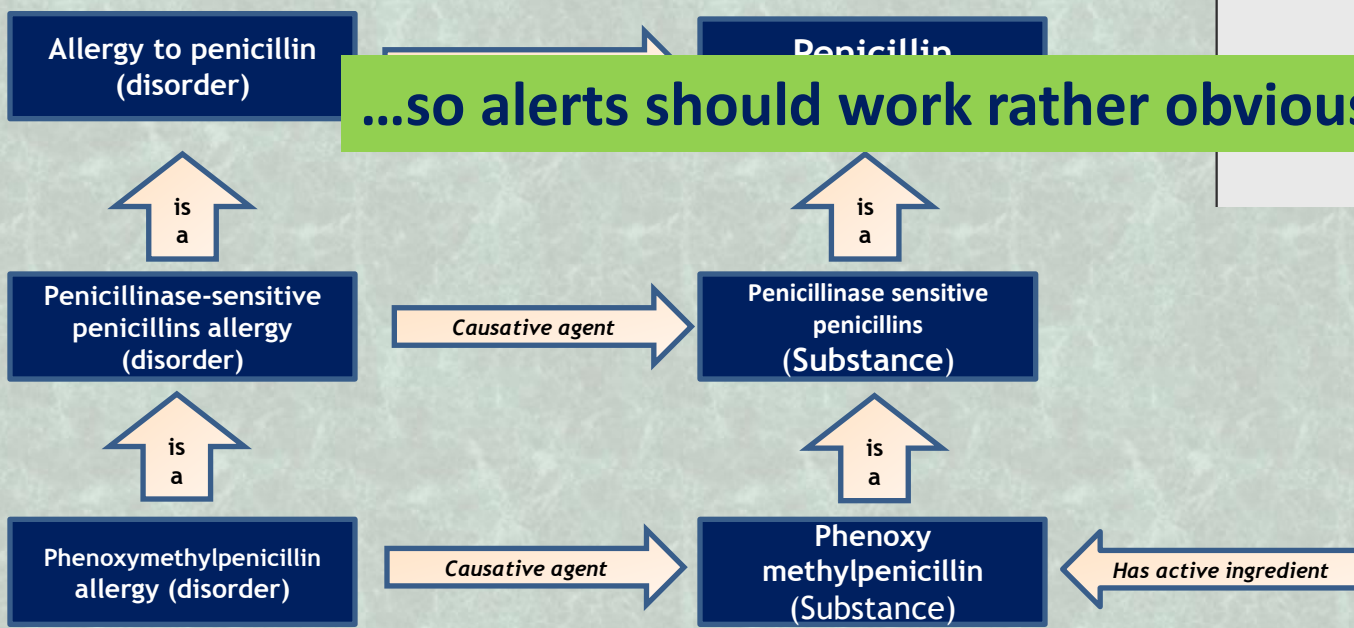 Allergy to penicillin
(disorder)
Penicillin
…so alerts should work rather obvious
is
a
is
a
Penicillinase-sensitive
penicillins allergy
(disorder)
Causative agent
Penicillinase sensitive
penicillins
(Substance)
is
a
is
a
Phenoxymethylpenicillin
allergy (disorder)
Causative agent
Phenoxy
methylpenicillin
(Substance)
Has active ingredient